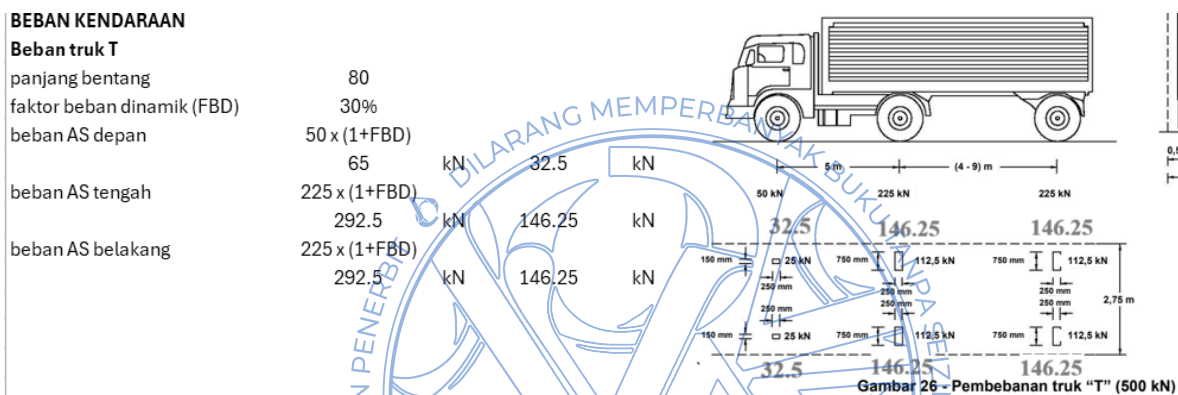 BEBAN KENDARAAN
Beban truk T
panjang bentang 80
faktor beban dinamik (FBD) 30%
beban AS depan 50 x (1+FBD)
65 kN 32.5 kN
beban AS tengah 225 x (1+FBD)
292.5 kN 146.25 kN
beban AS belakang 225 x (1+FBD)
292.5 kN 146.25 kN
DILARANG MEMPERBANYAK BUKU TANPA SEIZI
N PENERBIT
5 m (4 - 9) m
50 kN 225 kN 225 kN
32.5 146.25 146.25
150 mm 25 kN 750 mm 112,5 kN 750 mm 112,5 kN
250 mm 250 mm 250 mm
250 mm 250 mm 250 mm
2,75 m
150 mm 25 kN 750 mm 112,5 kN 750 mm 112,5 kN
32.5 146.25 146.25
Gambar 26 - Pembebanan truk “T” (500 kN)